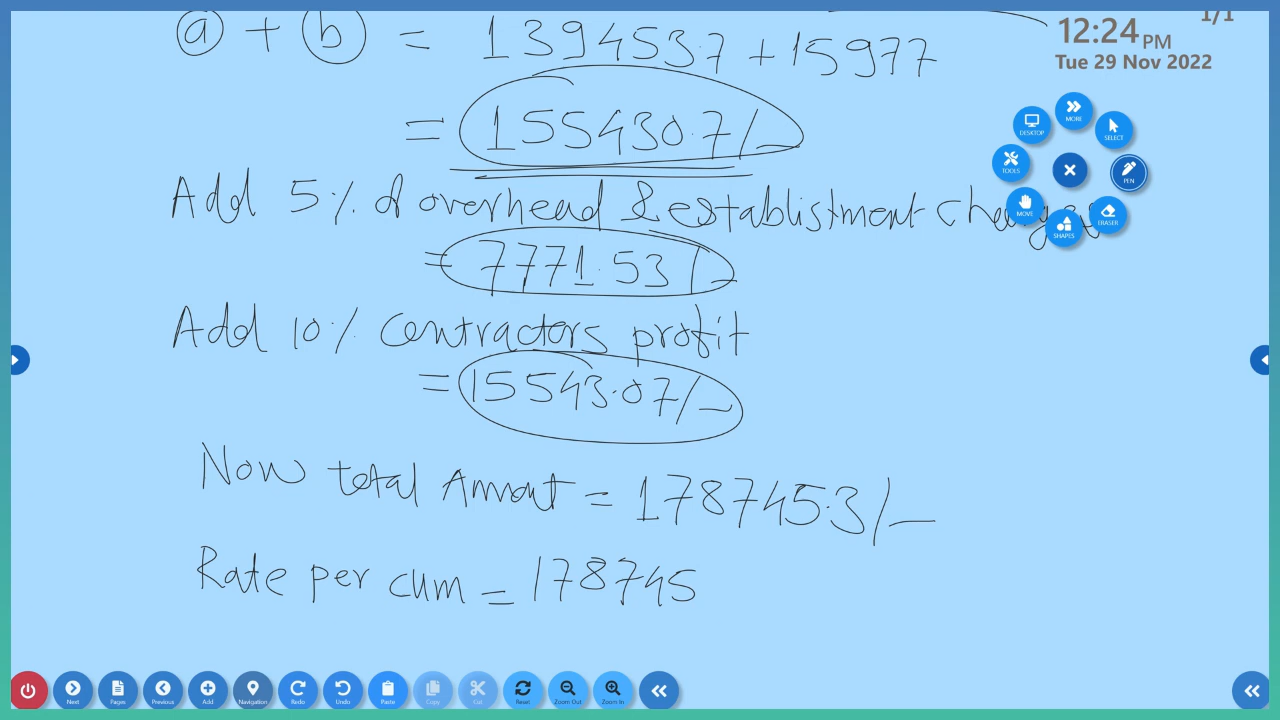 1/1
12:24 PM
Tue 29 Nov 2022
a + b = 139453.7 + 15977
= 155430.7/-
DESKTOP
MORE
SELECT
TOOLS
PEN
MOVE
SHAPES
ERASER
Add 5% of overhead & establistment charges
= 7771.53/-
Add 10% contractors profit
= 15543.07/-
Now total Amount = 178745.3/-
Rate per cum = 178745
Next Pages Previous Add Navigation Redo Undo Paste Copy Cut Reset Zoom Out Zoom In